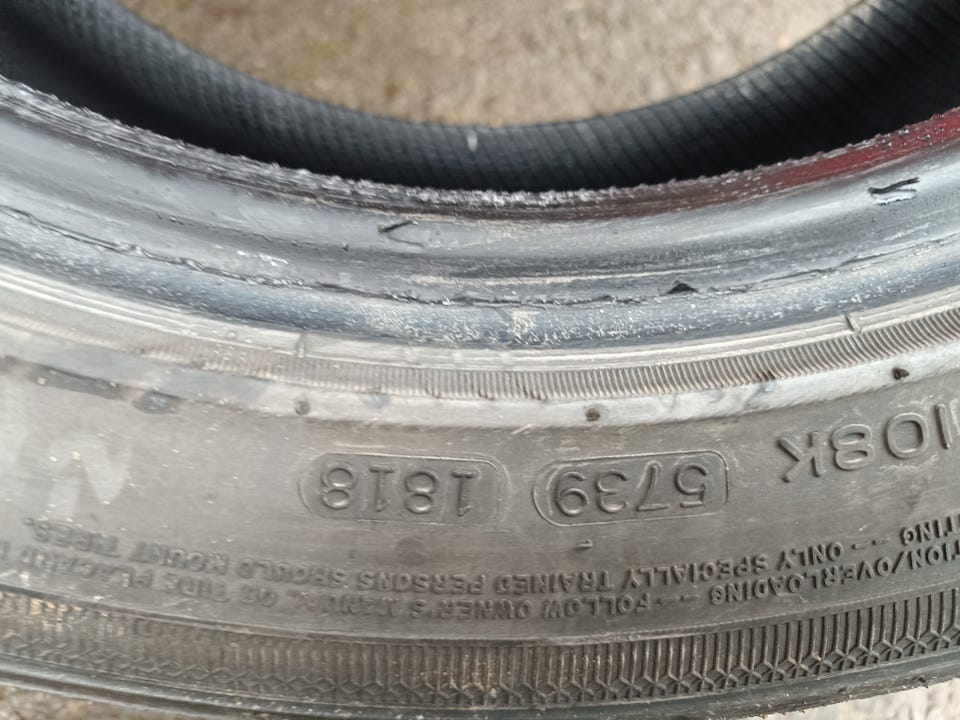 TION/OVERLOADING -- FOLLOW OWNER'S MANUAL OR TIRE PLACARD
TING -- ONLY SPECIALLY TRAINED PERSONS SHOULD MOUNT TIRES.
108K 5739 1818